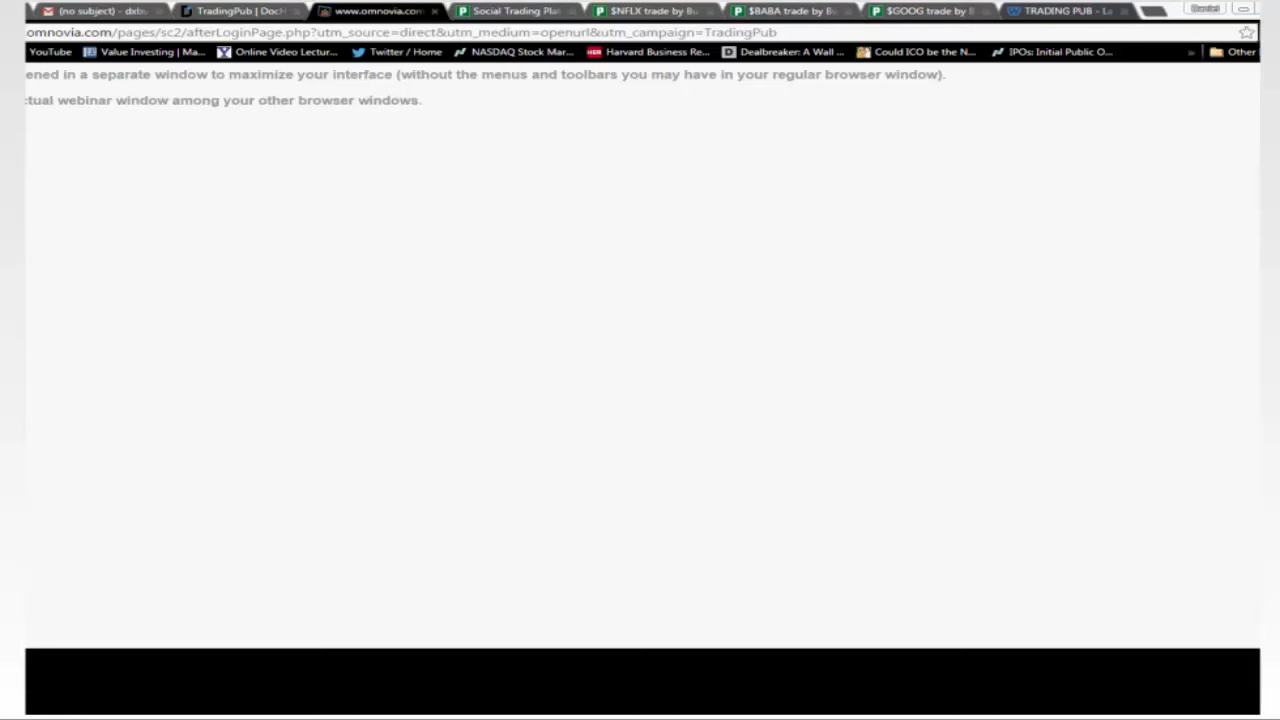 (no subject) - dxb TradingPub | Doc www.omnovia.com Social Trading Pla $NFLX trade by Bu $BABA trade by B $GOOG trade by B TRADING PUB - L Daniel
omnovia.com/pages/sc2/afterLoginPage.php?utm_source=direct&utm_medium=openurl&utm_campaign=TradingPub
YouTube Value Investing | Ma... Online Video Lectur... Twitter / Home NASDAQ Stock Mar... Harvard Business Re... Dealbreaker: A Wall ... Could ICO be the N... IPOs: Initial Public O... » Other
ened in a separate window to maximize your interface (without the menus and toolbars you may have in your regular browser window).
tual webinar window among your other browser windows.